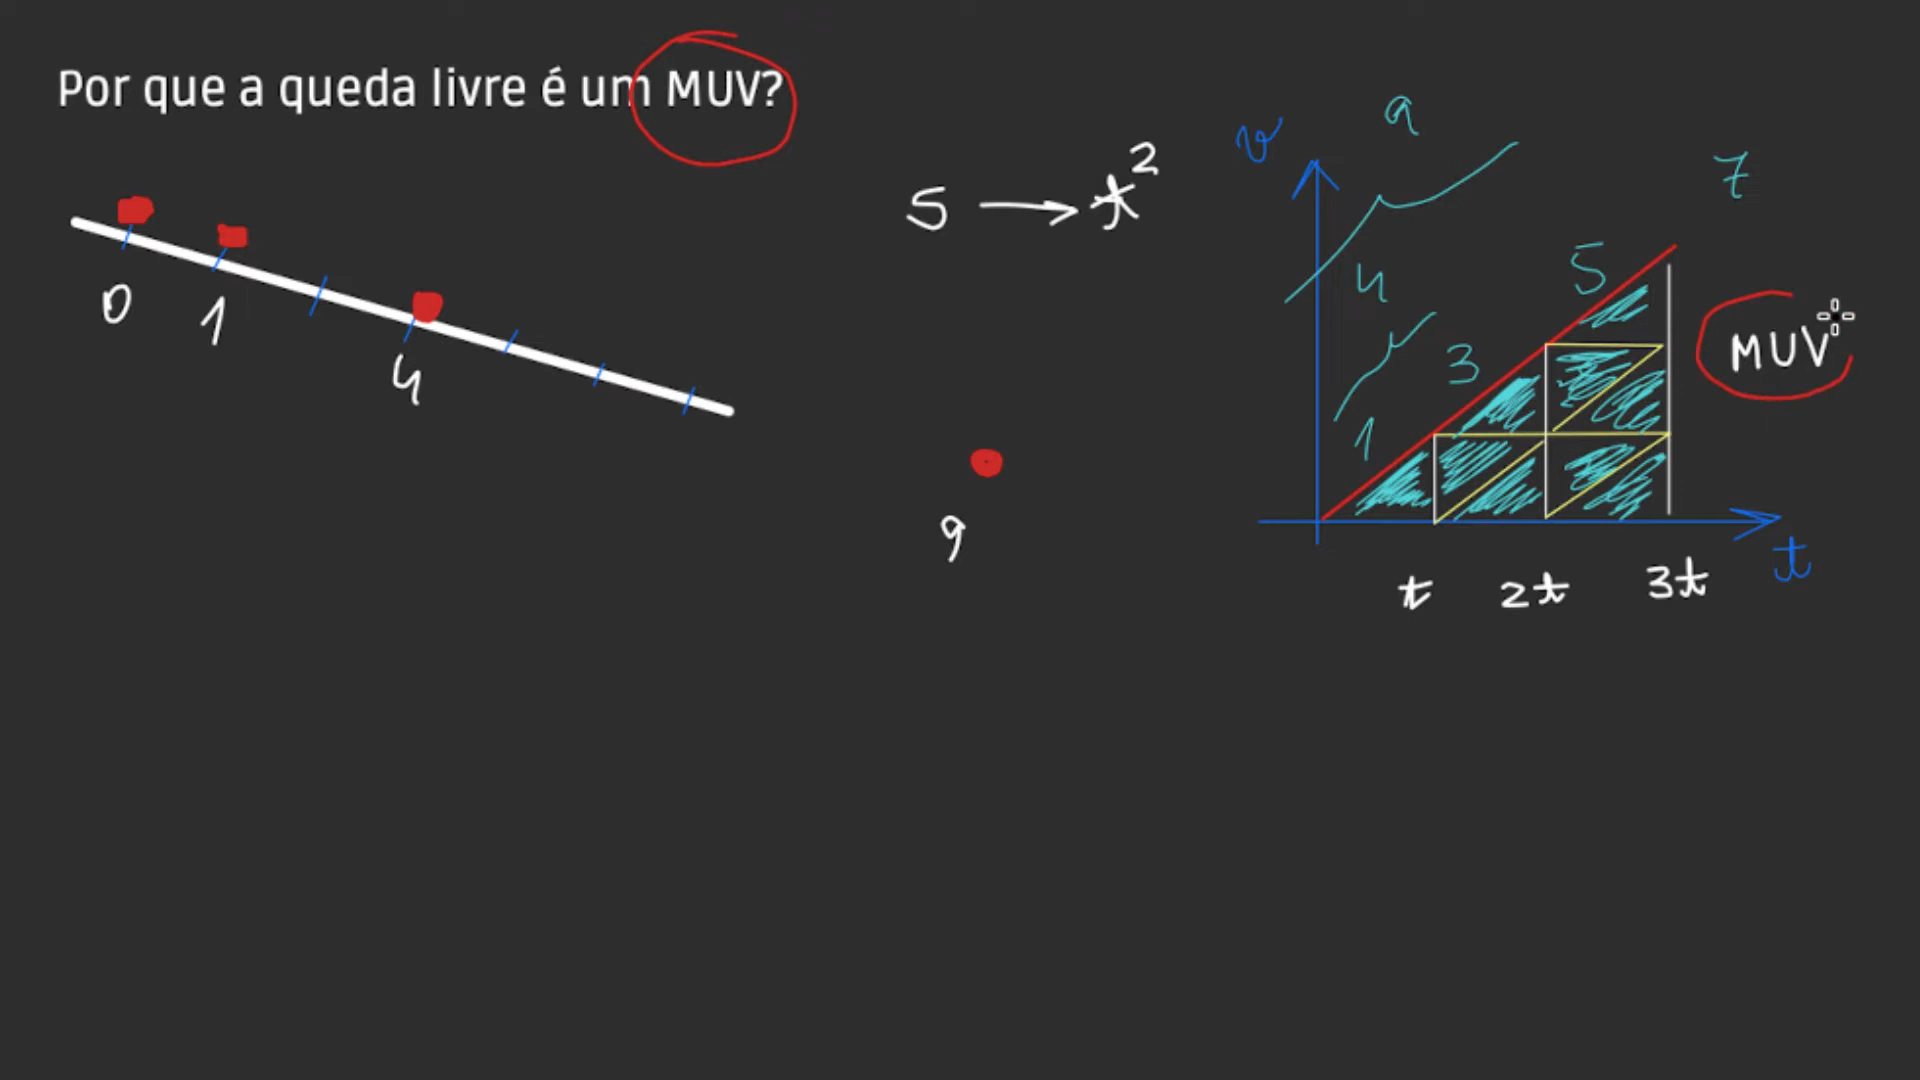 Por que a queda livre é um MUV?
0
1
4
9
S → t²
v
9
7
4
5
3
1
MUV
t
2t
3t
t